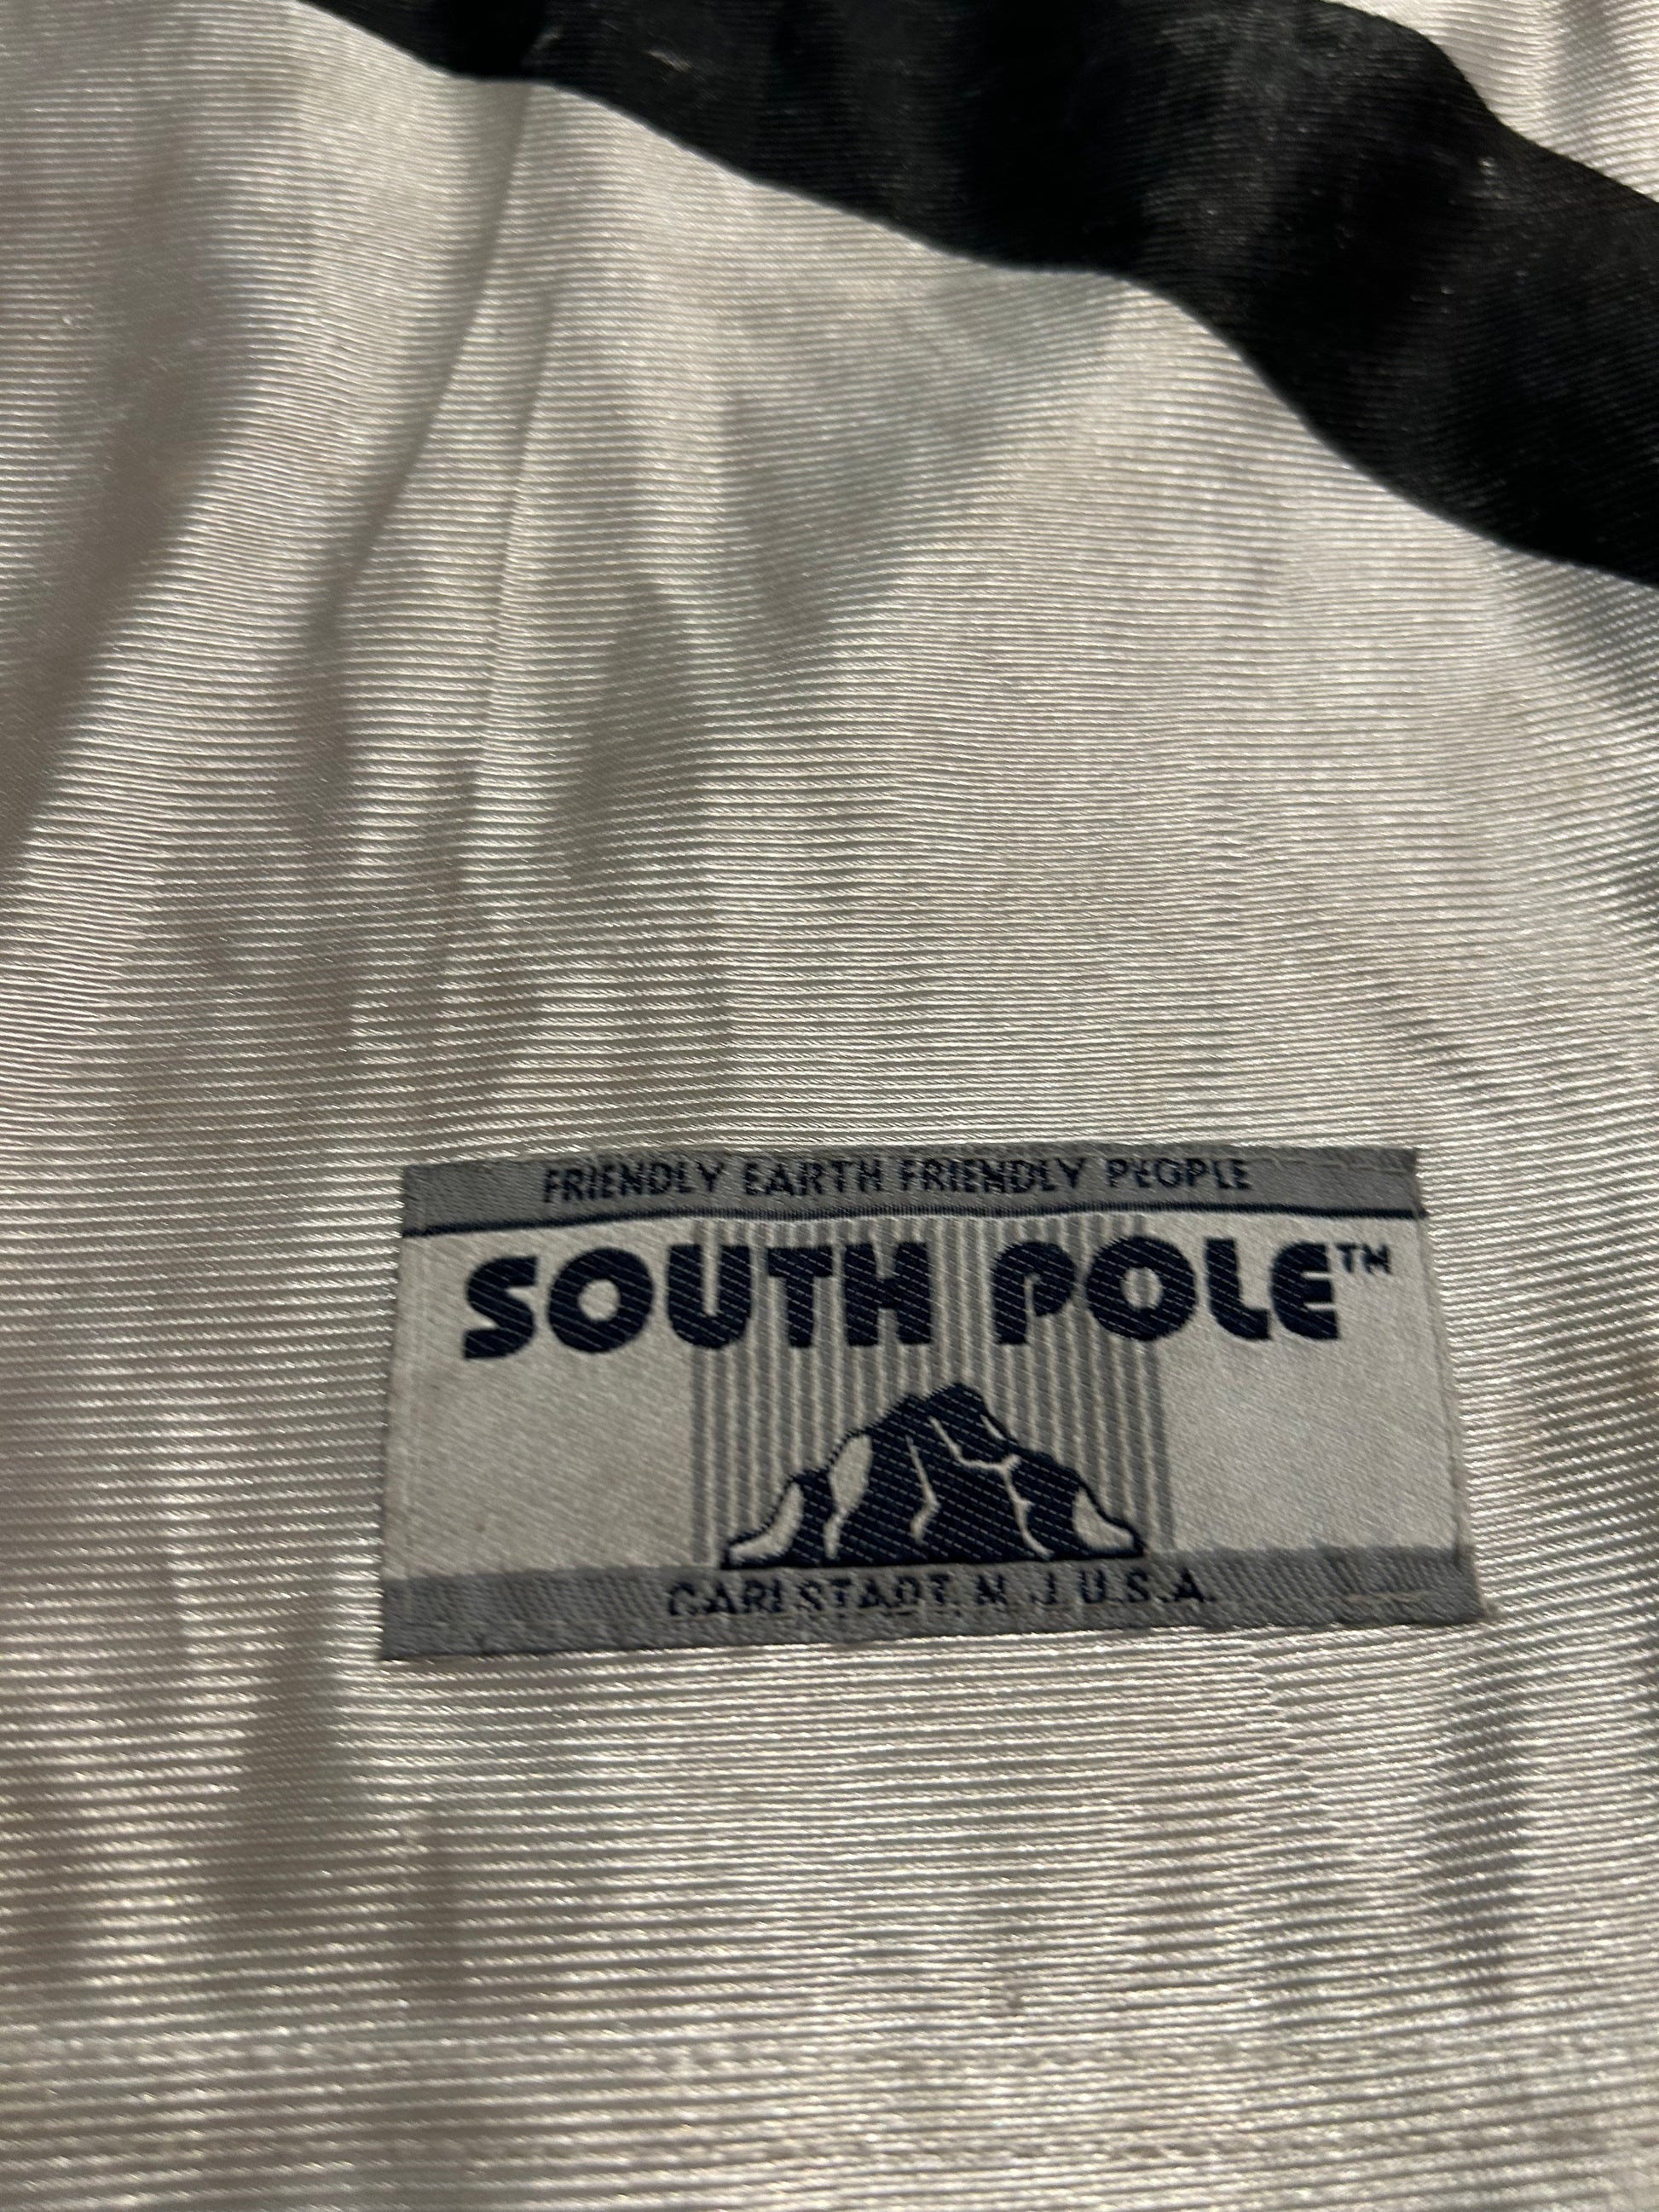 FRIENDLY EARTH FRIENDLY PEOPLE
SOUTH POLE™
CARLSTADT, N.J U.S.A.